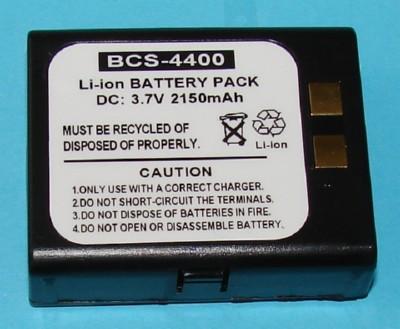 BCS-4400
Li-ion BATTERY PACK
DC: 3.7V 2150mAh
MUST BE RECYCLED OR
DISPOSED OF PROPERLY.
Li-ion
CAUTION
1.ONLY USE WITH A CORRECT CHARGER.
2.DO NOT SHORT CIRCUIT THE TERMINALS.
3.DO NOT DISPOSE OF BATTERIES IN FIRE.
4.DO NOT OPEN OR DISASSEMBLE BATTERY